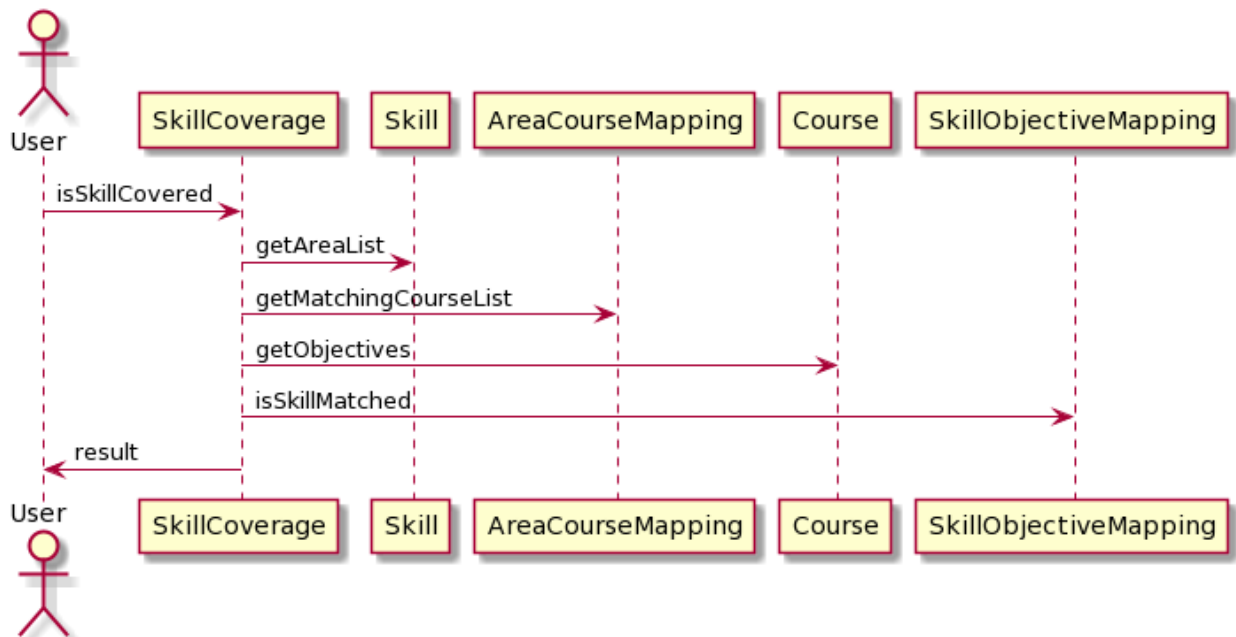 User
SkillCoverage
Skill
AreaCourseMapping
Course
SkillObjectiveMapping
isSkillCovered
getAreaList
getMatchingCourseList
getObjectives
isSkillMatched
result
User
SkillCoverage
Skill
AreaCourseMapping
Course
SkillObjectiveMapping